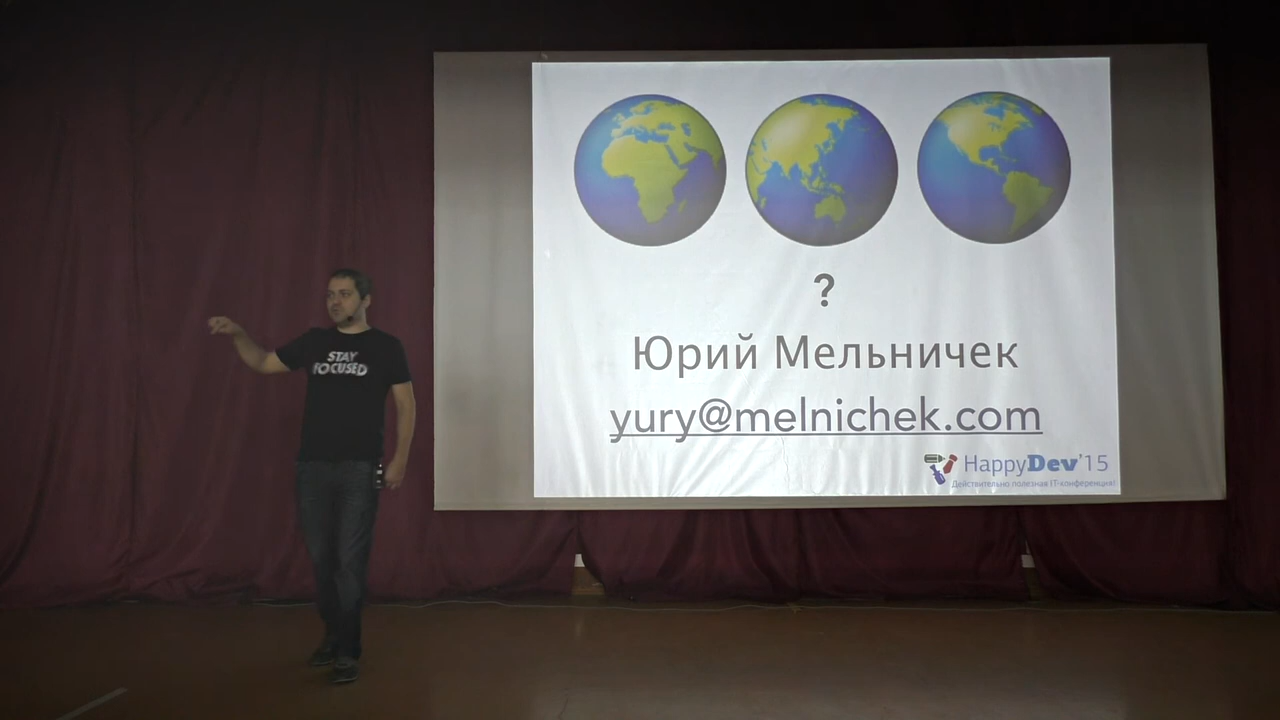 STAY
FOCUSED
?
Юрий Мельничек
yury@melnichek.com
HappyDev'15
Действительно полезная IT-конференция!